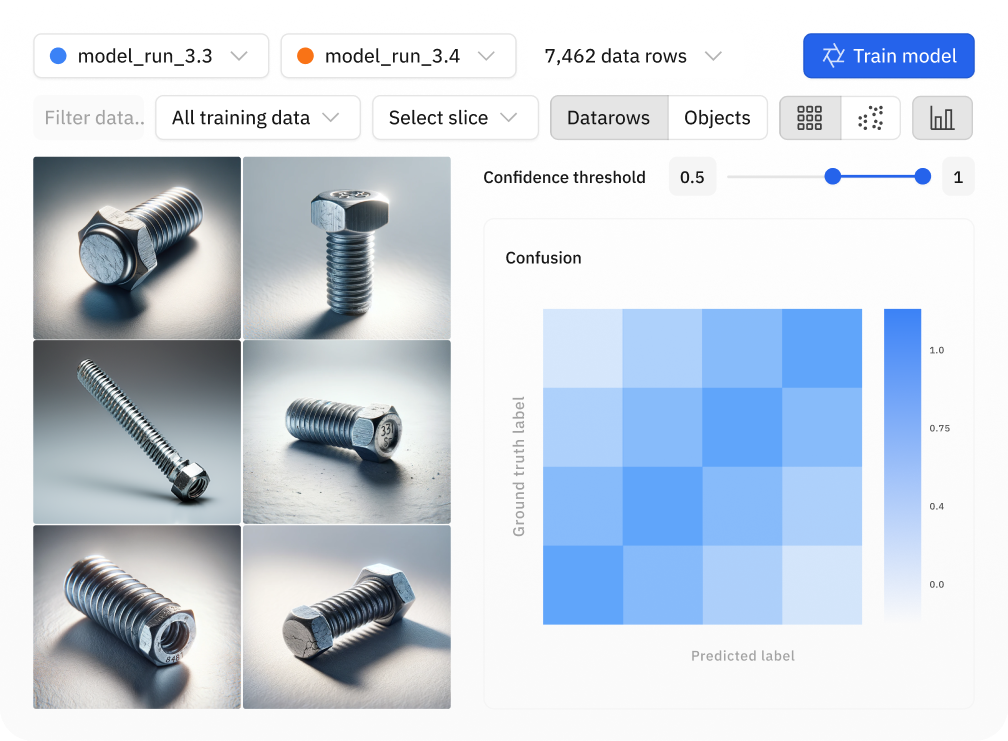 model_run_3.3
model_run_3.4
7,462 data rows
Train model
Filter data..
All training data
Select slice
Datarows
Objects
Confidence threshold
0.5
1
Confusion
Ground truth label
1.0
0.75
0.4
0.0
Predicted label